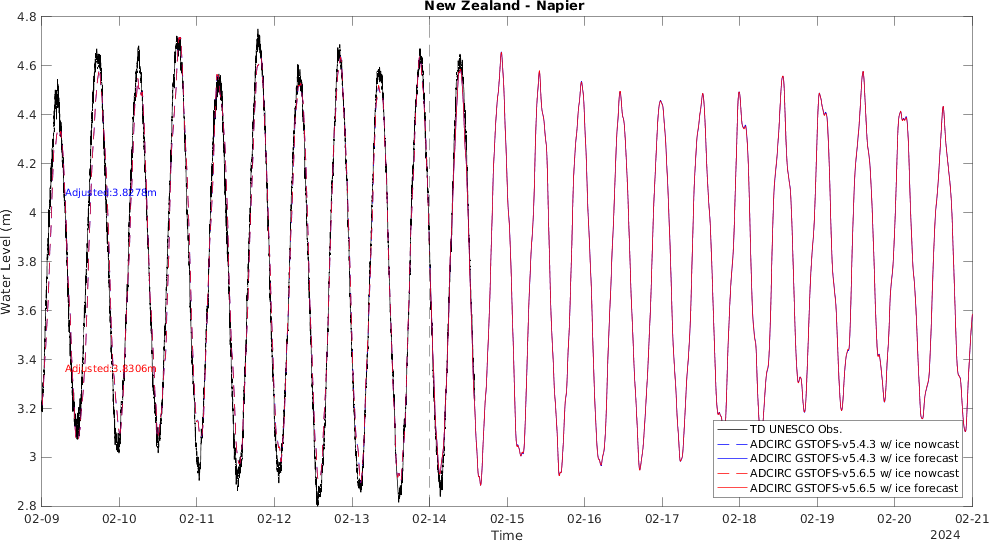 New Zealand - Napier
4.8
4.6
4.4
4.2
4
3.8
3.6
3.4
3.2
3
2.8
Water Level (m)
Adjusted:3.8278m
Adjusted:3.8306m
TD UNESCO Obs.
ADCIRC GSTOFS-v5.4.3 w/ ice nowcast
ADCIRC GSTOFS-v5.4.3 w/ ice forecast
ADCIRC GSTOFS-v5.6.5 w/ ice nowcast
ADCIRC GSTOFS-v5.6.5 w/ ice forecast
02-09 02-10 02-11 02-12 02-13 02-14 02-15 02-16 02-17 02-18 02-19 02-20 02-21
Time
2024